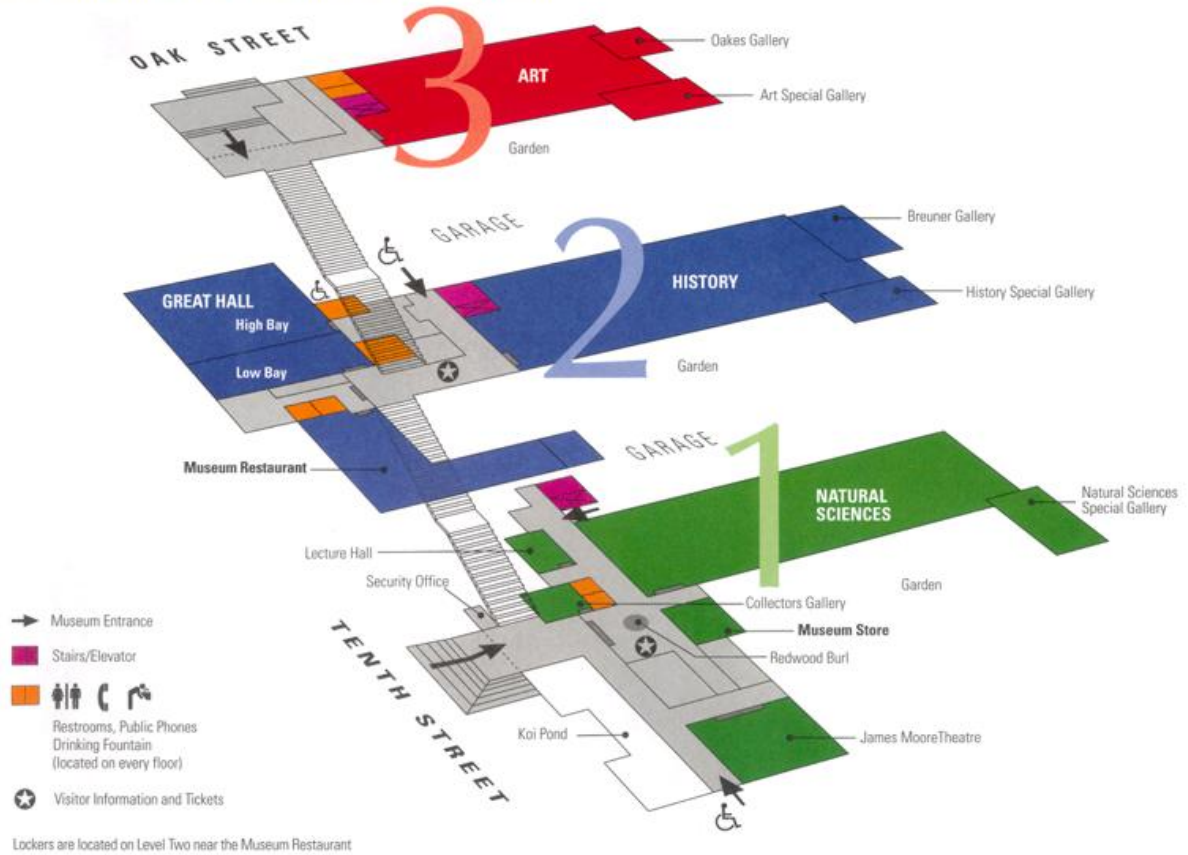 OAK STREET
3
ART
Oakes Gallery
Art Special Gallery
Garden
GARAGE
2
Breuner Gallery
GREAT HALL
High Bay
Low Bay
HISTORY
History Special Gallery
Garden
Museum Restaurant
GARAGE
1
NATURAL
SCIENCES
Natural Sciences
Special Gallery
Lecture Hall
Security Office
Garden
Collectors Gallery
Museum Store
Redwood Burl
TENTH STREET
Koi Pond
James MooreTheatre
Museum Entrance
Stairs/Elevator
Restrooms, Public Phones
Drinking Fountain
(located on every floor)
Visitor Information and Tickets
Lockers are located on Level Two near the Museum Restaurant